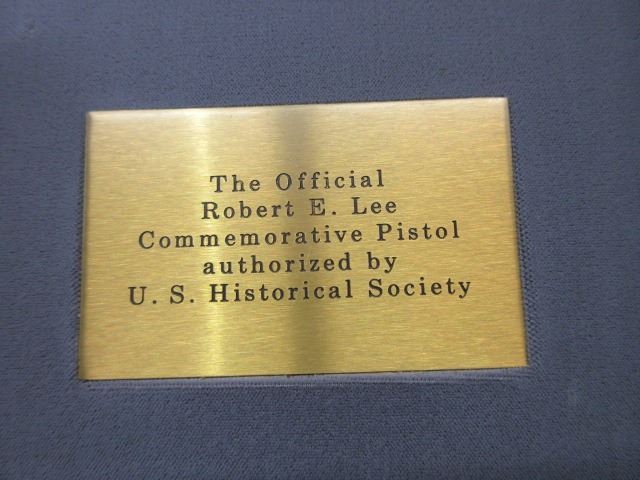 The Official
Robert E. Lee
Commemorative Pistol
authorized by
U. S. Historical Society